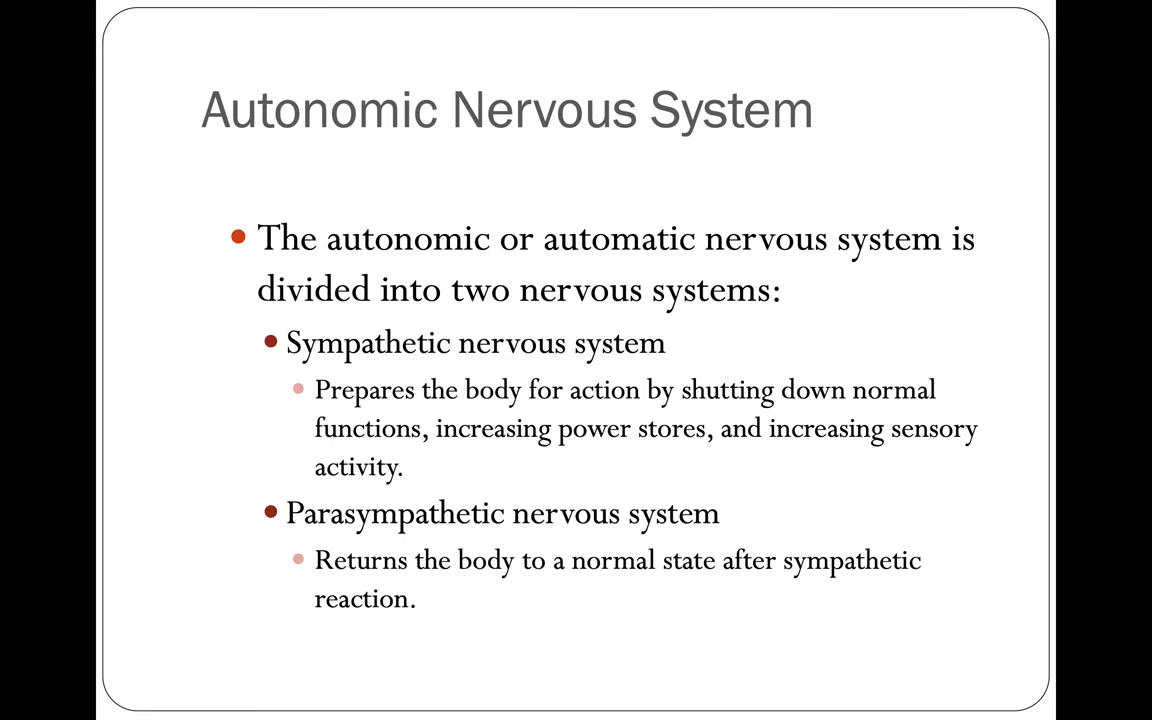 Autonomic Nervous System
The autonomic or automatic nervous system is
divided into two nervous systems:
Sympathetic nervous system
Prepares the body for action by shutting down normal
functions, increasing power stores, and increasing sensory
activity.
Parasympathetic nervous system
Returns the body to a normal state after sympathetic
reaction.